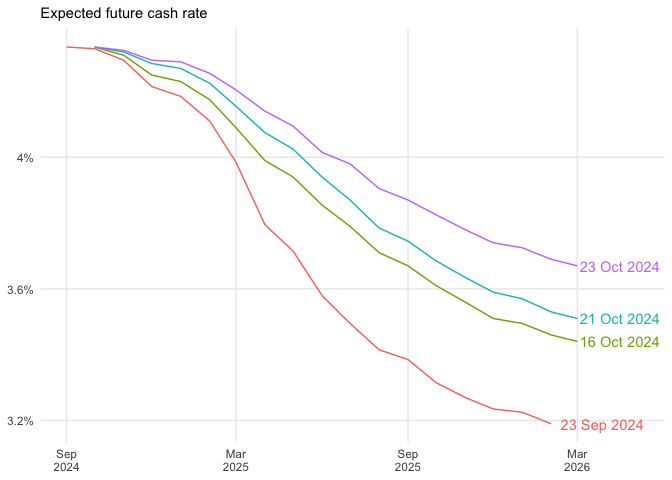 Expected future cash rate
4%
3.6%
3.2%
23 Oct 2024
21 Oct 2024
16 Oct 2024
23 Sep 2024
Sep
2024
Mar
2025
Sep
2025
Mar
2026